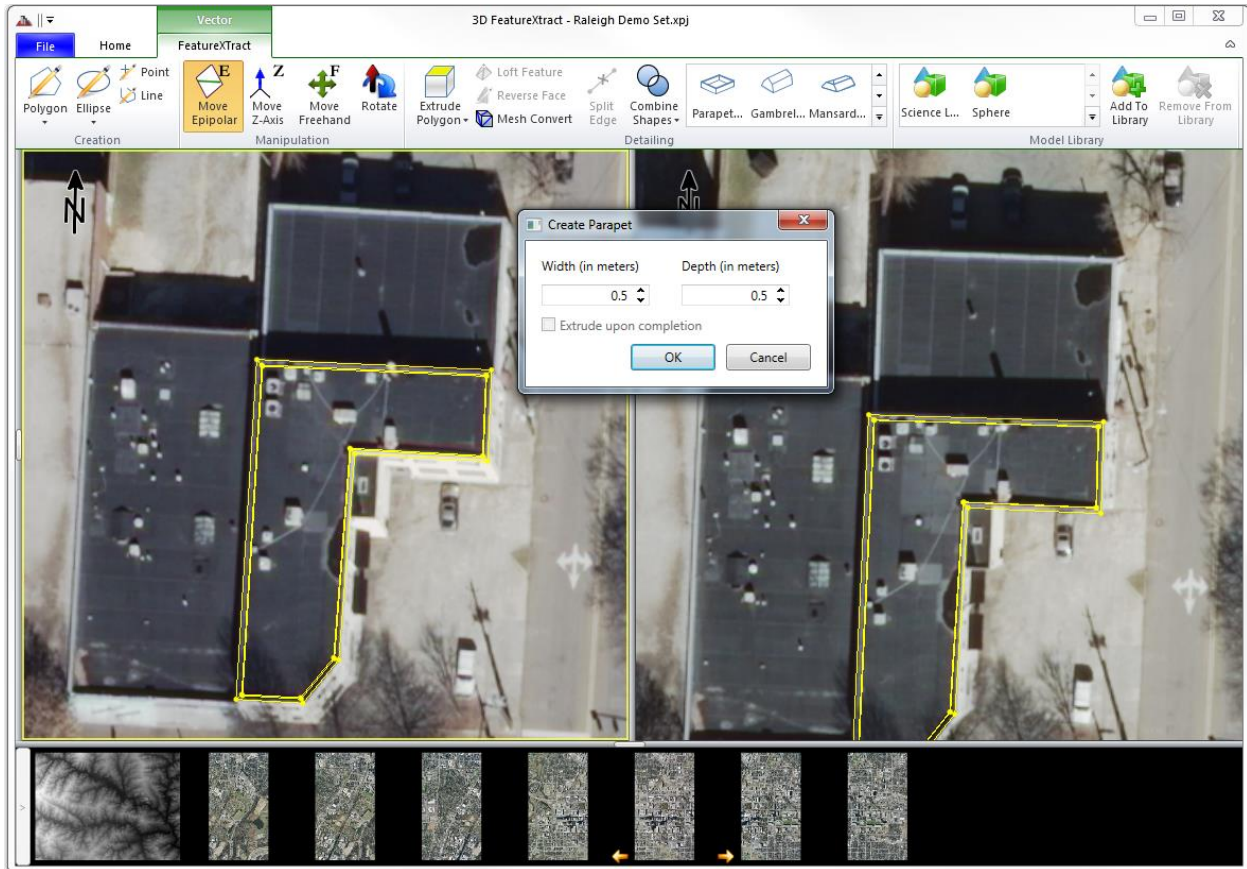 Vector
3D FeatureXtract - Raleigh Demo Set.xpj
File
Home
FeatureXTract
Polygon
Ellipse
Point
Line
Creation
E
Move Epipolar
Z
Move Z-Axis
F
Move Freehand
Rotate
Manipulation
Extrude Polygon
Loft Feature
Reverse Face
Mesh Convert
Split Edge
Combine Shapes
Parapet...
Gambrel...
Mansard...
Detailing
Science L...
Sphere
Add To Library
Remove From Library
Model Library
N
N
Create Parapet
Width (in meters)
Depth (in meters)
0.5
0.5
Extrude upon completion
OK
Cancel